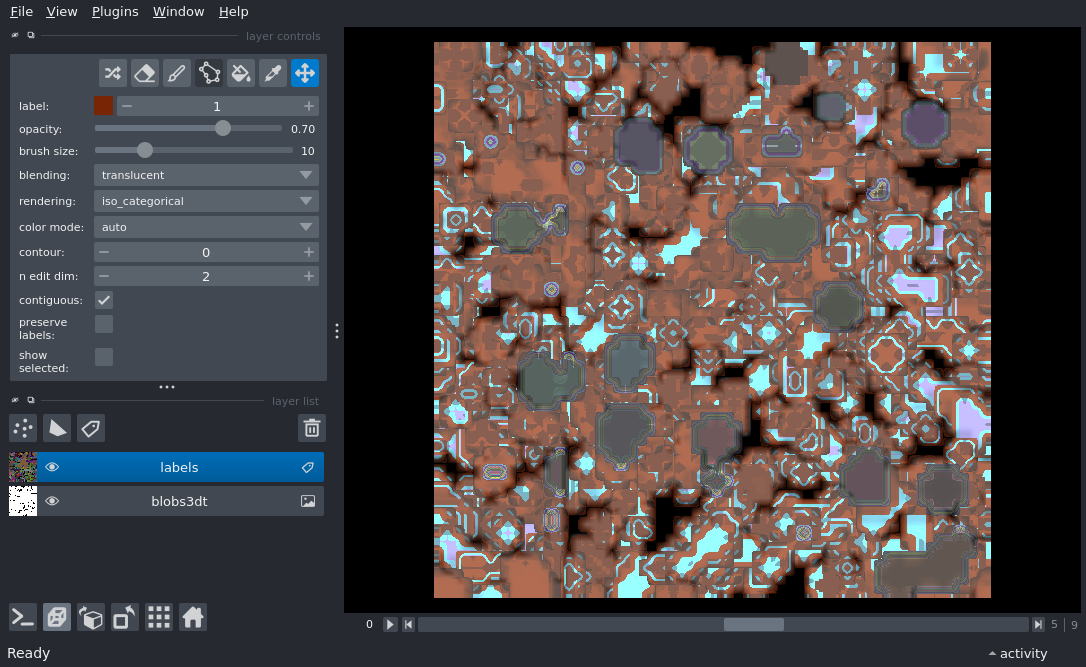 File View Plugins Window Help
layer controls
label: 1
opacity: 0.70
brush size: 10
blending: translucent
rendering: iso_categorical
color mode: auto
contour: 0
n edit dim: 2
contiguous:
preserve
labels:
show
selected:
layer list
labels
blobs3dt
0 5 9
Ready activity